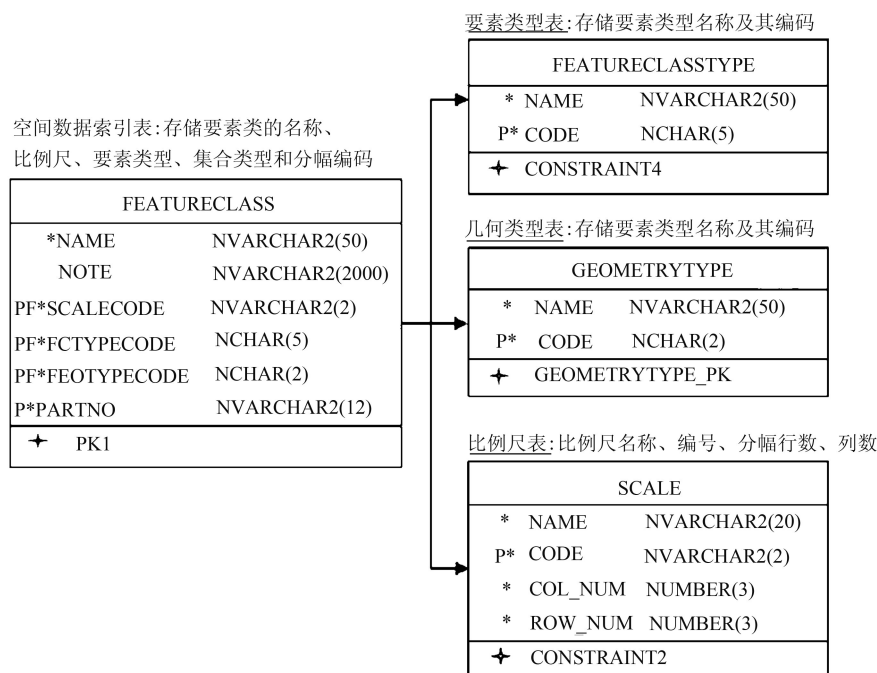 空间数据索引表:存储要素类的名称、
比例尺、要素类型、集合类型和分幅编码
FEATURECLASS
*NAME NVARCHAR2(50)
NOTE NVARCHAR2(2000)
PF*SCALECODE NVARCHAR2(2)
PF*FCTYPECODE NCHAR(5)
PF*FEOTYPECODE NCHAR(2)
P*PARTNO NVARCHAR2(12)
PK1
要素类型表:存储要素类型名称及其编码
FEATURECLASSTYPE
* NAME NVARCHAR2(50)
P* CODE NCHAR(5)
CONSTRAINT4
几何类型表:存储要素类型名称及其编码
GEOMETRYTYPE
* NAME NVARCHAR2(50)
P* CODE NCHAR(2)
GEOMETRYTYPE_PK
比例尺表:比例尺名称、编号、分幅行数、列数
SCALE
* NAME NVARCHAR2(20)
P* CODE NVARCHAR2(2)
* COL_NUM NUMBER(3)
* ROW_NUM NUMBER(3)
CONSTRAINT2